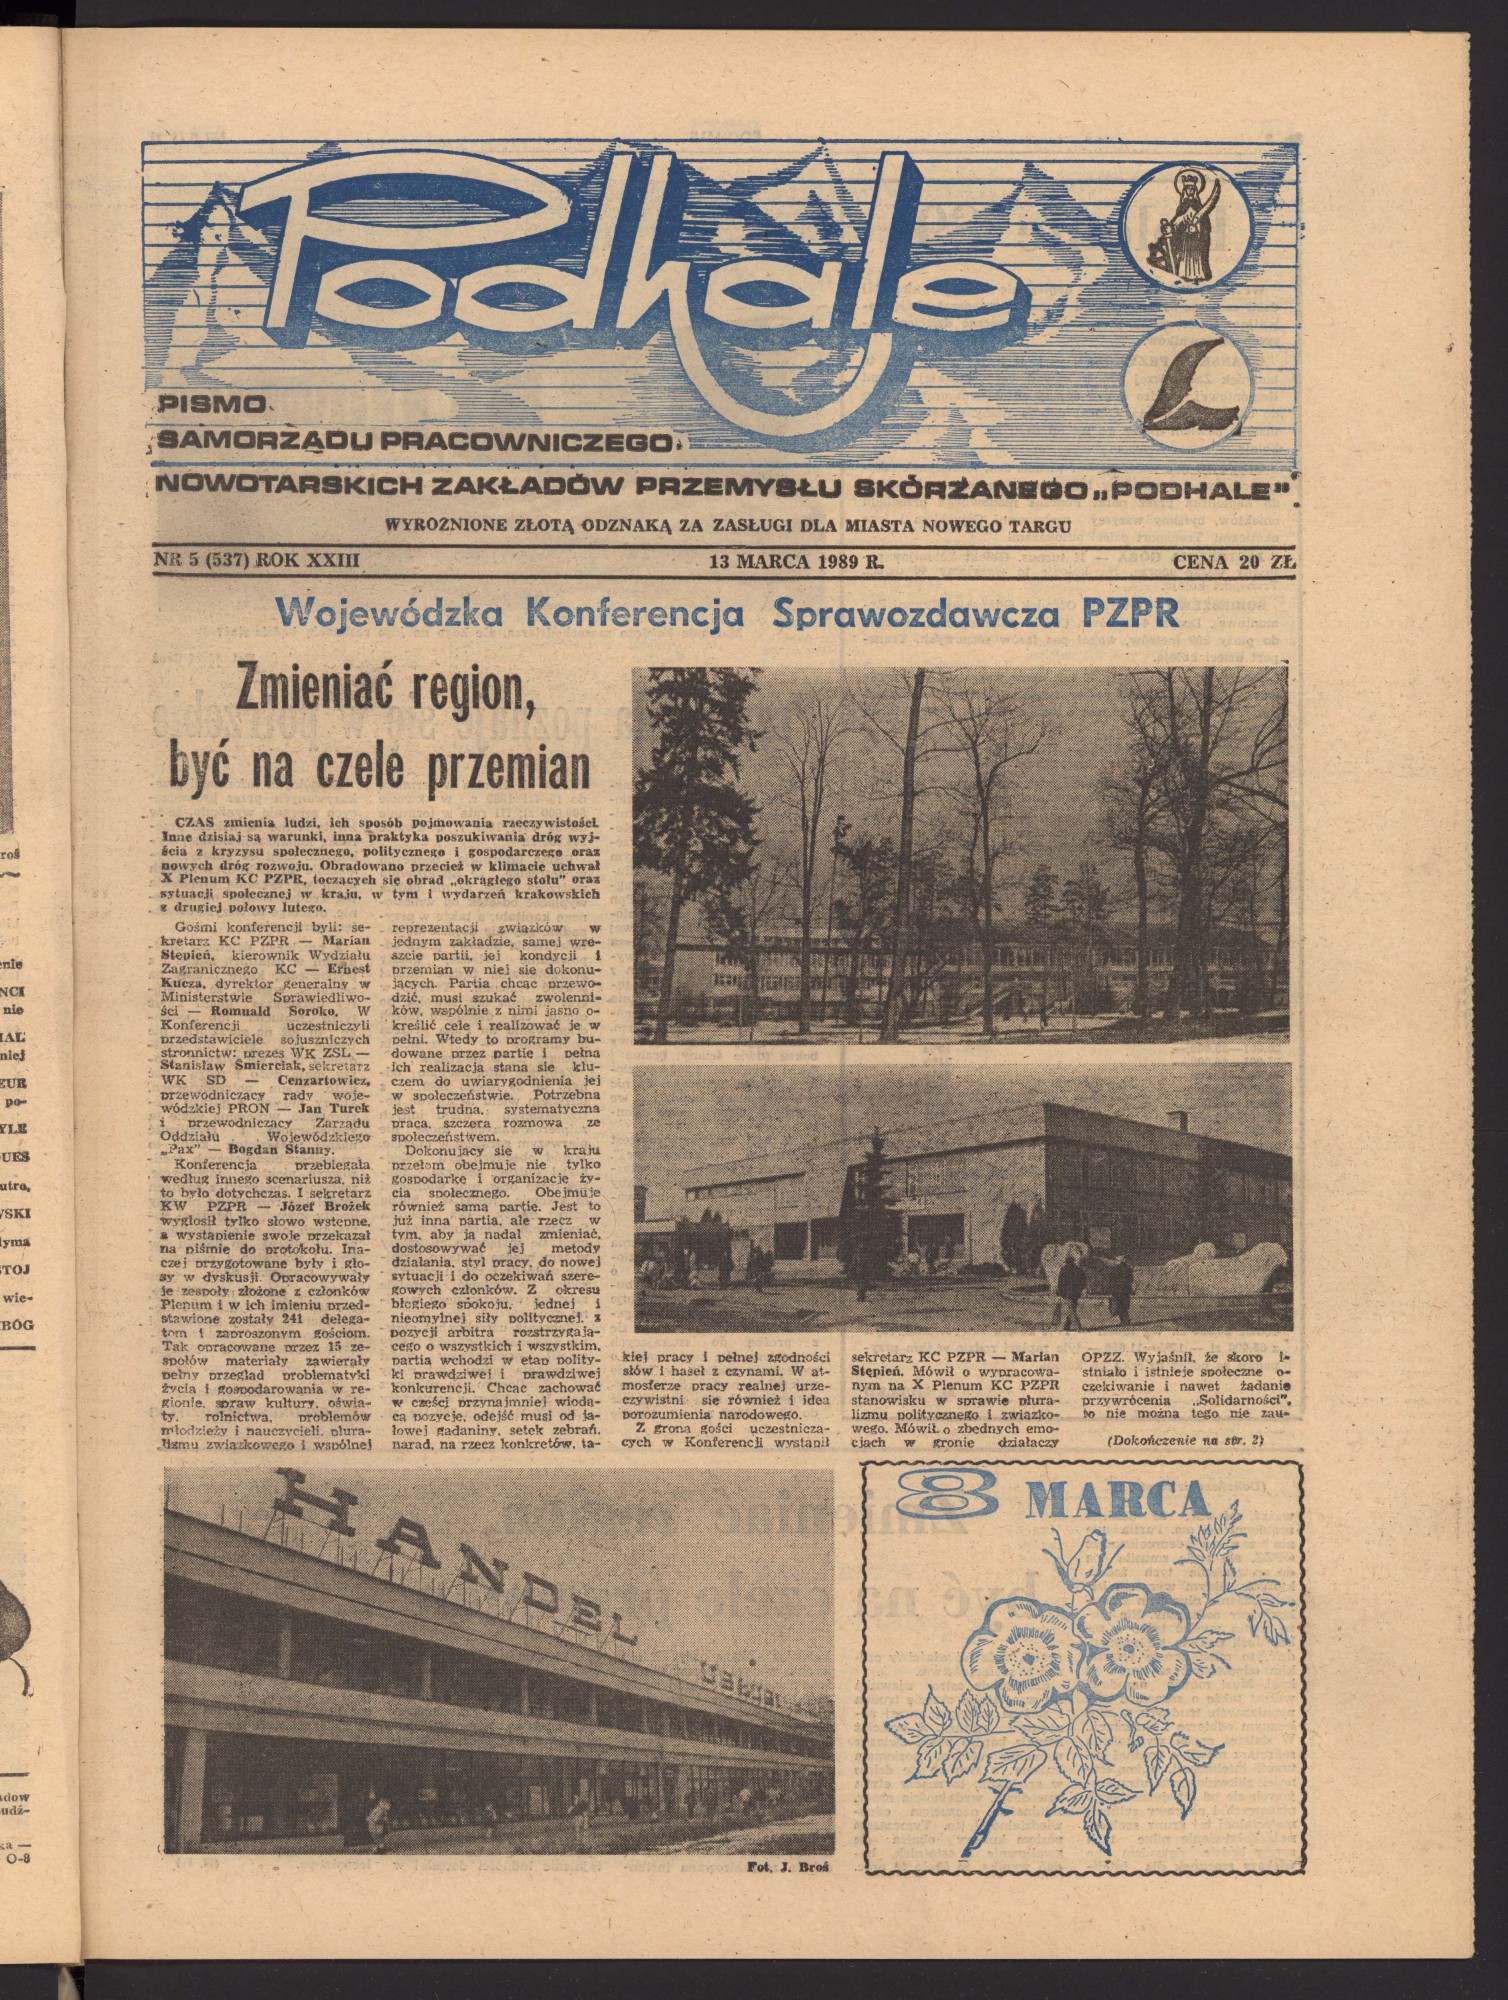 Podhale
PISMO
SAMORZĄDU PRACOWNICZEGO
NOWOTARSKICH ZAKŁADÓW PRZEMYSŁU SKÓRZANEGO „PODHALE"
WYRÓŻNIONE ZŁOTĄ ODZNAKĄ ZA ZASŁUGI DLA MIASTA NOWEGO TARGU
NR 5 (537) ROK XXIII 13 MARCA 1989 R. CENA 20 ZŁ
Wojewódzka Konferencja Sprawozdawcza PZPR
Zmieniać region,
być na czele przemian
CZAS zmienia ludzi, ich sposób pojmowania rzeczywistości.
Inne dzisiaj są warunki, inna praktyka poszukiwania dróg wyj-
ścia z kryzysu społecznego, politycznego i gospodarczego oraz
nowych dróg rozwoju. Obradowano przecież w klimacie uchwał
X Plenum KC PZPR, toczących się obrad „okrągłego stołu" oraz
sytuacji społecznej w kraju, w tym i wydarzeń krakowskich
z drugiej połowy lutego.
Gośmi konferencji byli: se-
kretarz KC PZPR — Marian
Stępień, kierownik Wydziału
Zagranicznego KC — Ernest
Kucza, dyrektor generalny w
Ministerstwie Sprawiedliwo-
ści — Romuald Soroko. W
Konferencji uczestniczyli
przedstawiciele sojuszniczych
stronnictw: prezes WK ZSL —
Stanisław Śmierciak, sekretarz
WK SD — Cenzartowicz,
przewodniczący rady woje-
wódzkiej PRON — Jan Turek
i przewodniczący Zarządu
Oddziału Wojewódzkiego
„Pax" — Bogdan Stanny.
Konferencja przebiegała
według innego scenariusza, niż
to było dotychczas. I sekretarz
KW PZPR — Józef Brożek
wygłosił tylko słowo wstępne,
a wystąpienie swoje przekazał
na piśmie do protokołu. Ina-
czej przygotowane były i gło-
sy w dyskusji. Opracowywały
je zespoły złożone z członków
Plenum i w ich imieniu przed-
stawione zostały 241 delega-
tom i zaproszonym gościom.
Tak opracowane przez 15 ze-
społów materiały zawierały
pełny przegląd problematyki
życia i gospodarowania w re-
gionie, spraw kultury, oświa-
ty, rolnictwa, problemów
młodzieży i nauczycieli, plura-
lizmu związkowego i wspólnej
reprezentacji związków w
jednym zakładzie, samej wre-
szcie partii, jej kondycji i
przemian w niej się dokonu-
jących. Partia chcąc przewo-
dzić, musi szukać zwolenni-
ków, wspólnie z nimi jasno o-
kreślić cele i realizować je w
pełni. Wtedy to programy bu-
dowane przez partię i pełna
ich realizacja staną się klu-
czem do uwiarygodnienia jej
w społeczeństwie. Potrzebna
jest trudna, systematyczna
praca, szczera rozmowa ze
społeczeństwem.
Dokonujący się w kraju
przełom obejmuje nie tylko
gospodarkę i organizacje ży-
cia społecznego. Obejmuje
również samą partię. Jest to
już inna partia, ale rzecz w
tym, aby ją nadal zmieniać,
dostosowywać jej metody
działania, styl pracy, do nowej
sytuacji i do oczekiwań szere-
gowych członków. Z okresu
błogiego spokoju, jednej i
nieomylnej siły politycznej, z
pozycji arbitra rozstrzygają-
cego o wszystkich i wszystkim,
partia wchodzi w etap polity-
ki prawdziwej i prawdziwej
konkurencji. Chcąc zachować
w części przynajmniej wiodą-
cą pozycję, odejść musi od ja-
łowej gadaniny, setek zebrań,
narad, na rzecz konkretów, ta-
kiej pracy i pełnej zgodności
słów i haseł z czynami. W at-
mosferze pracy realnej urze-
czywistni się również i idea
porozumienia narodowego.
Z grona gości uczestnicza-
cych w Konferencji wystąpił
sekretarz KC PZPR — Marian
Stępień. Mówił o wypracowa-
nym na X Plenum KC PZPR
stanowisku w sprawie plura-
lizmu politycznego i związko-
wego. Mówił o zbędnych emo-
cjach w gronie działaczy
OPZZ. Wyjaśnił, że skoro i-
stniało i istnieje społeczne o-
czekiwanie i nawet żądanie
przywrócenia „Solidarności",
to nie można tego nie zau-
(Dokończenie na str. 2)
HANDEL
Fot. J. Broś
8 MARCA